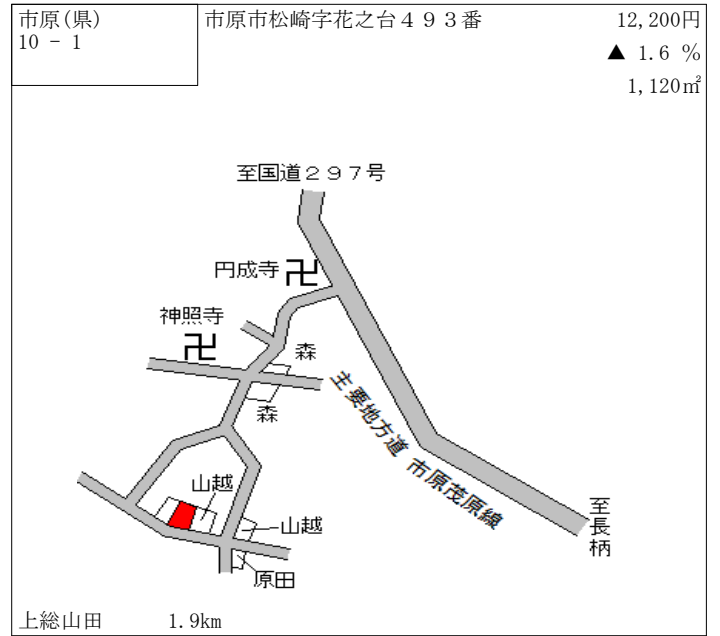 市原(県)
10 - 1
市原市松崎字花之台４９３番
12,200円
▲ 1.6 %
1,120㎡
至国道２９７号
円成寺
神照寺
森
森
主要地方道 市原茂原線
山越
山越
原田
至長柄
上総山田 1.9km